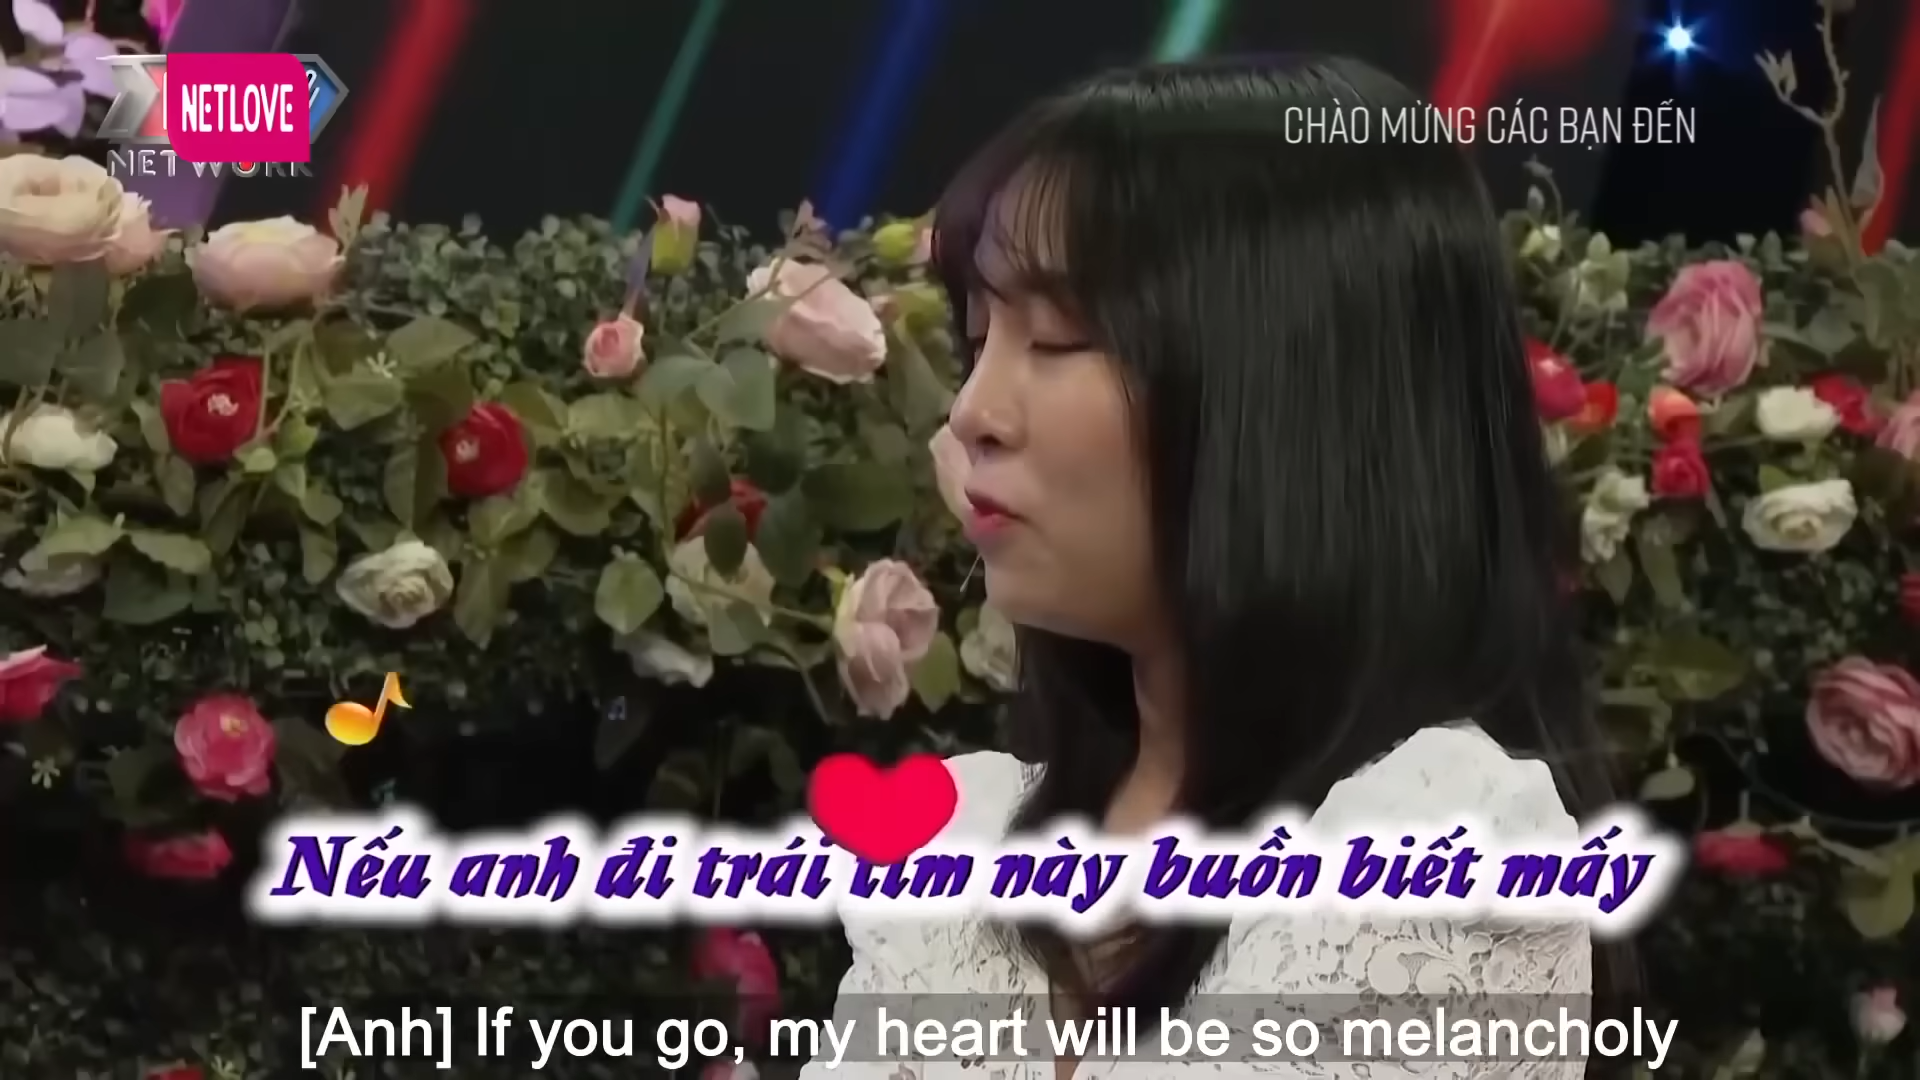 NETLOVE
NETWORK
CHÀO MỪNG CÁC BẠN ĐẾN
Nếu anh đi trái tim này buồn biết mấy
[Anh] If you go, my heart will be so melancholy